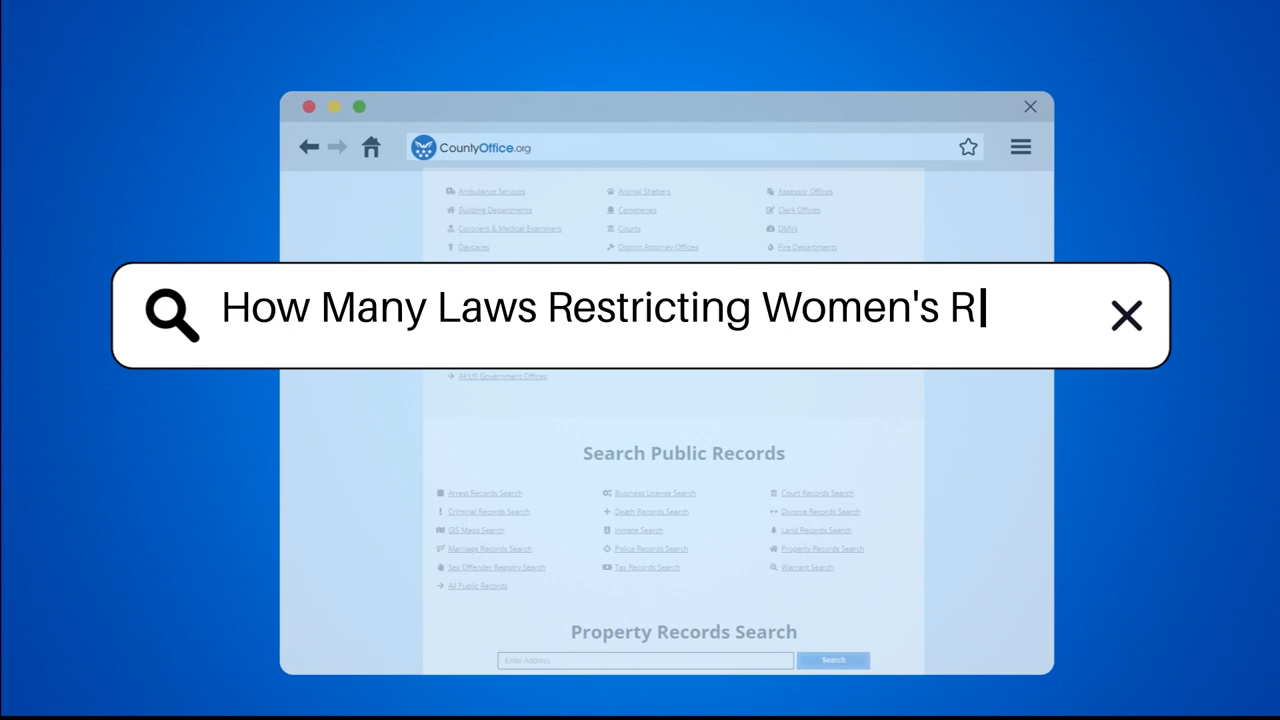 CountyOffice.org
Ambulance Services Animal Shelters Assessor Offices
Building Departments Cemeteries Clerk Offices
Coroners & Medical Examiners Courts DMVs
Daycares District Attorney Offices Fire Departments
How Many Laws Restricting Women's R
All US Government Offices
Search Public Records
Arrest Records Search Business License Search Court Records Search
Criminal Records Search Death Records Search Divorce Records Search
GIS Maps Search Inmate Search Land Records Search
Marriage Records Search Police Records Search Property Records Search
Sex Offender Registry Search Tax Records Search Warrant Search
All Public Records
Property Records Search
Enter Address Search